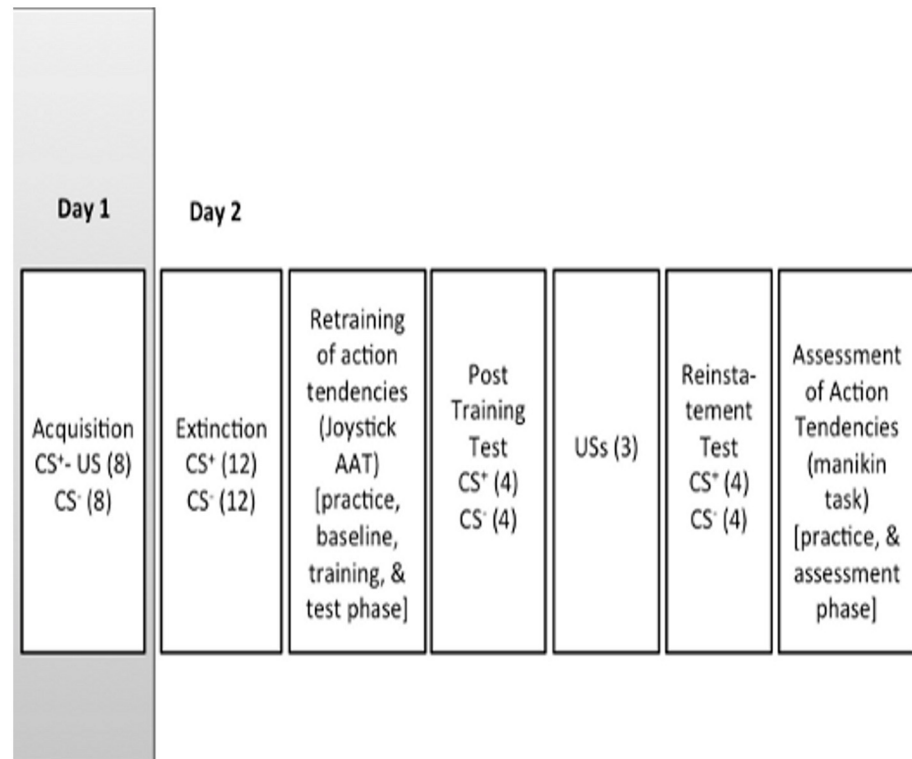 Day 1
Day 2
Acquisition
CS⁺- US (8)
CS⁻ (8)
Extinction
CS⁺ (12)
CS⁻ (12)
Retraining
of action
tendencies
(Joystick
AAT)
[practice,
baseline,
training, &
test phase]
Post
Training
Test
CS⁺ (4)
CS⁻ (4)
USs (3)
Reinsta-
tement
Test
CS⁺ (4)
CS⁻ (4)
Assessment
of Action
Tendencies
(manikin
task)
[practice, &
assessment
phase]